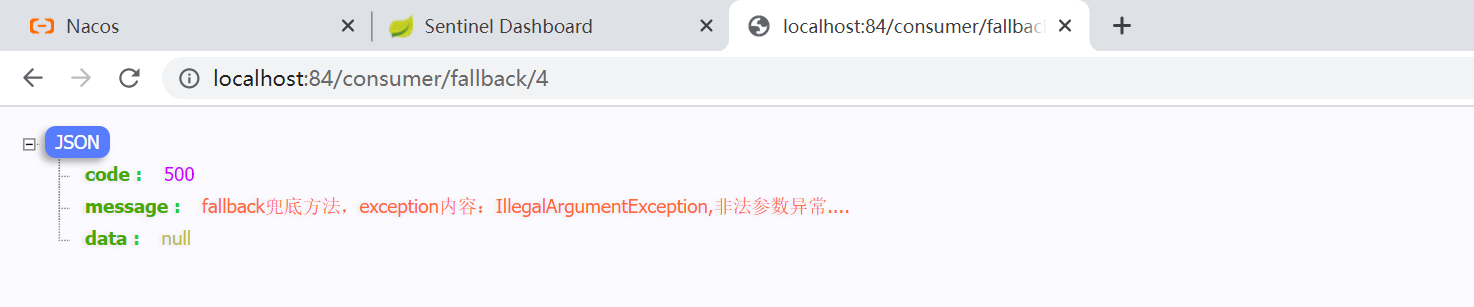 Nacos
Sentinel Dashboard
localhost:84/consumer/fallbac
localhost:84/consumer/fallback/4
JSON
code : 500
message : fallback兜底方法，exception内容：IllegalArgumentException,非法参数异常....
data : null